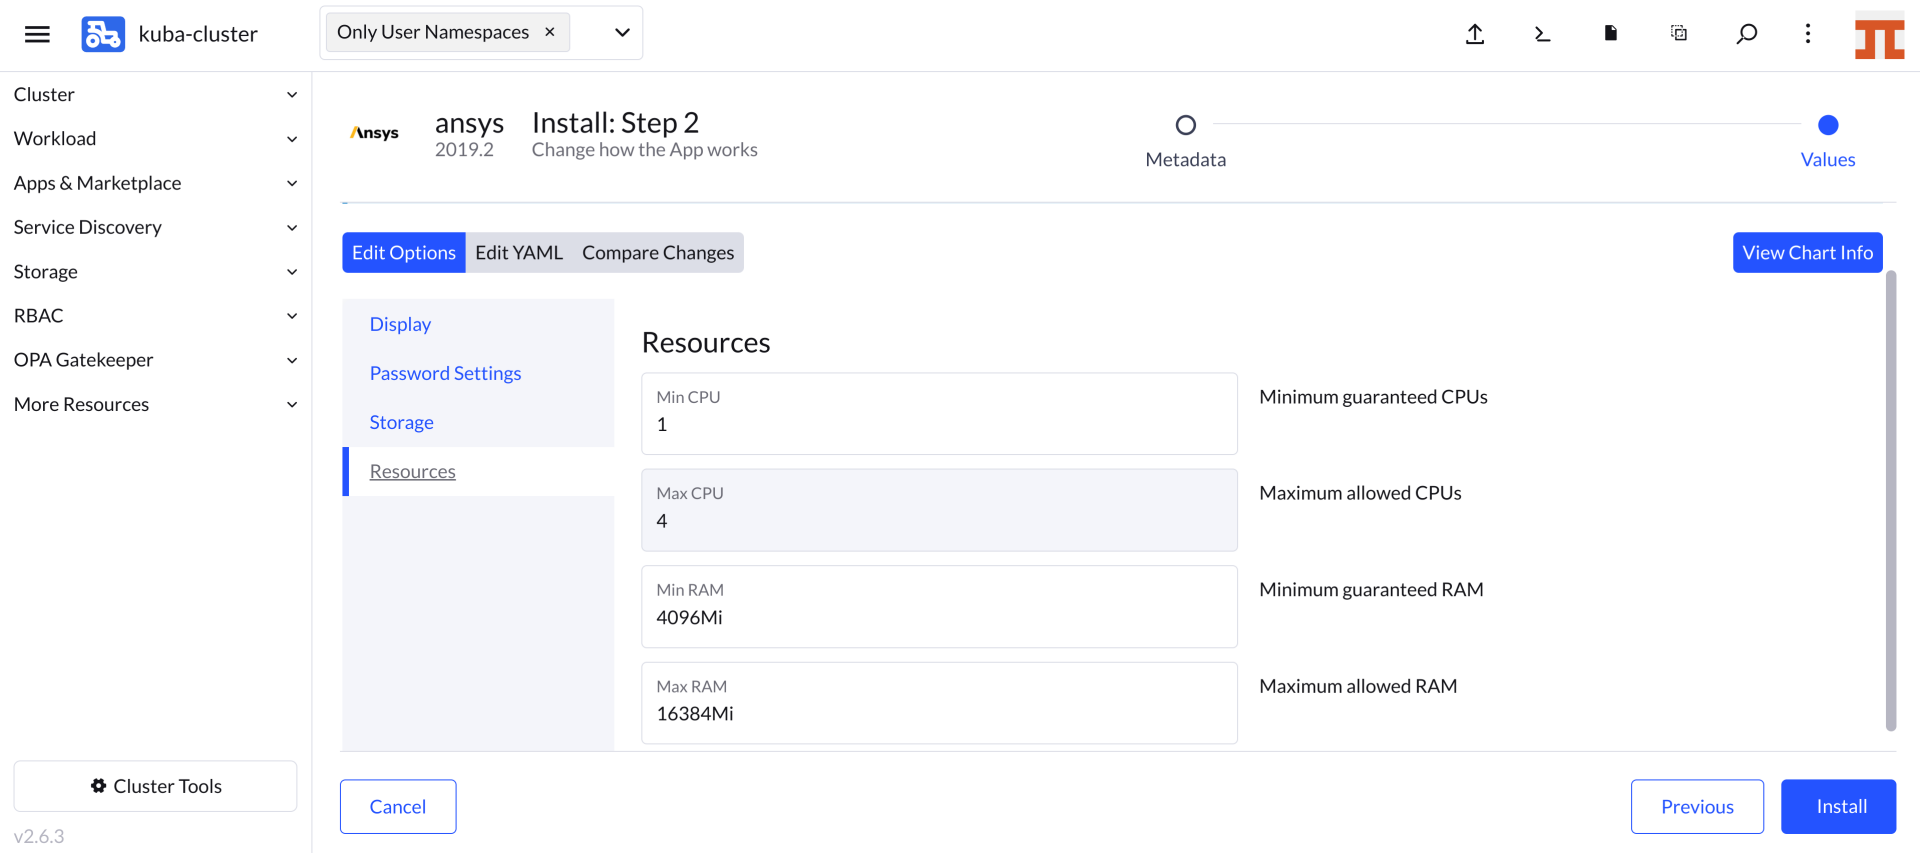 kuba-cluster
Only User Namespaces ×
Cluster
Workload
Apps & Marketplace
Service Discovery
Storage
RBAC
OPA Gatekeeper
More Resources
Cluster Tools
v2.6.3
Ansys
ansys
2019.2
Install: Step 2
Change how the App works
Metadata
Values
Edit Options
Edit YAML
Compare Changes
View Chart Info
Display
Password Settings
Storage
Resources
Resources
Min CPU
1
Minimum guaranteed CPUs
Max CPU
4
Maximum allowed CPUs
Min RAM
4096Mi
Minimum guaranteed RAM
Max RAM
16384Mi
Maximum allowed RAM
Cancel
Previous
Install